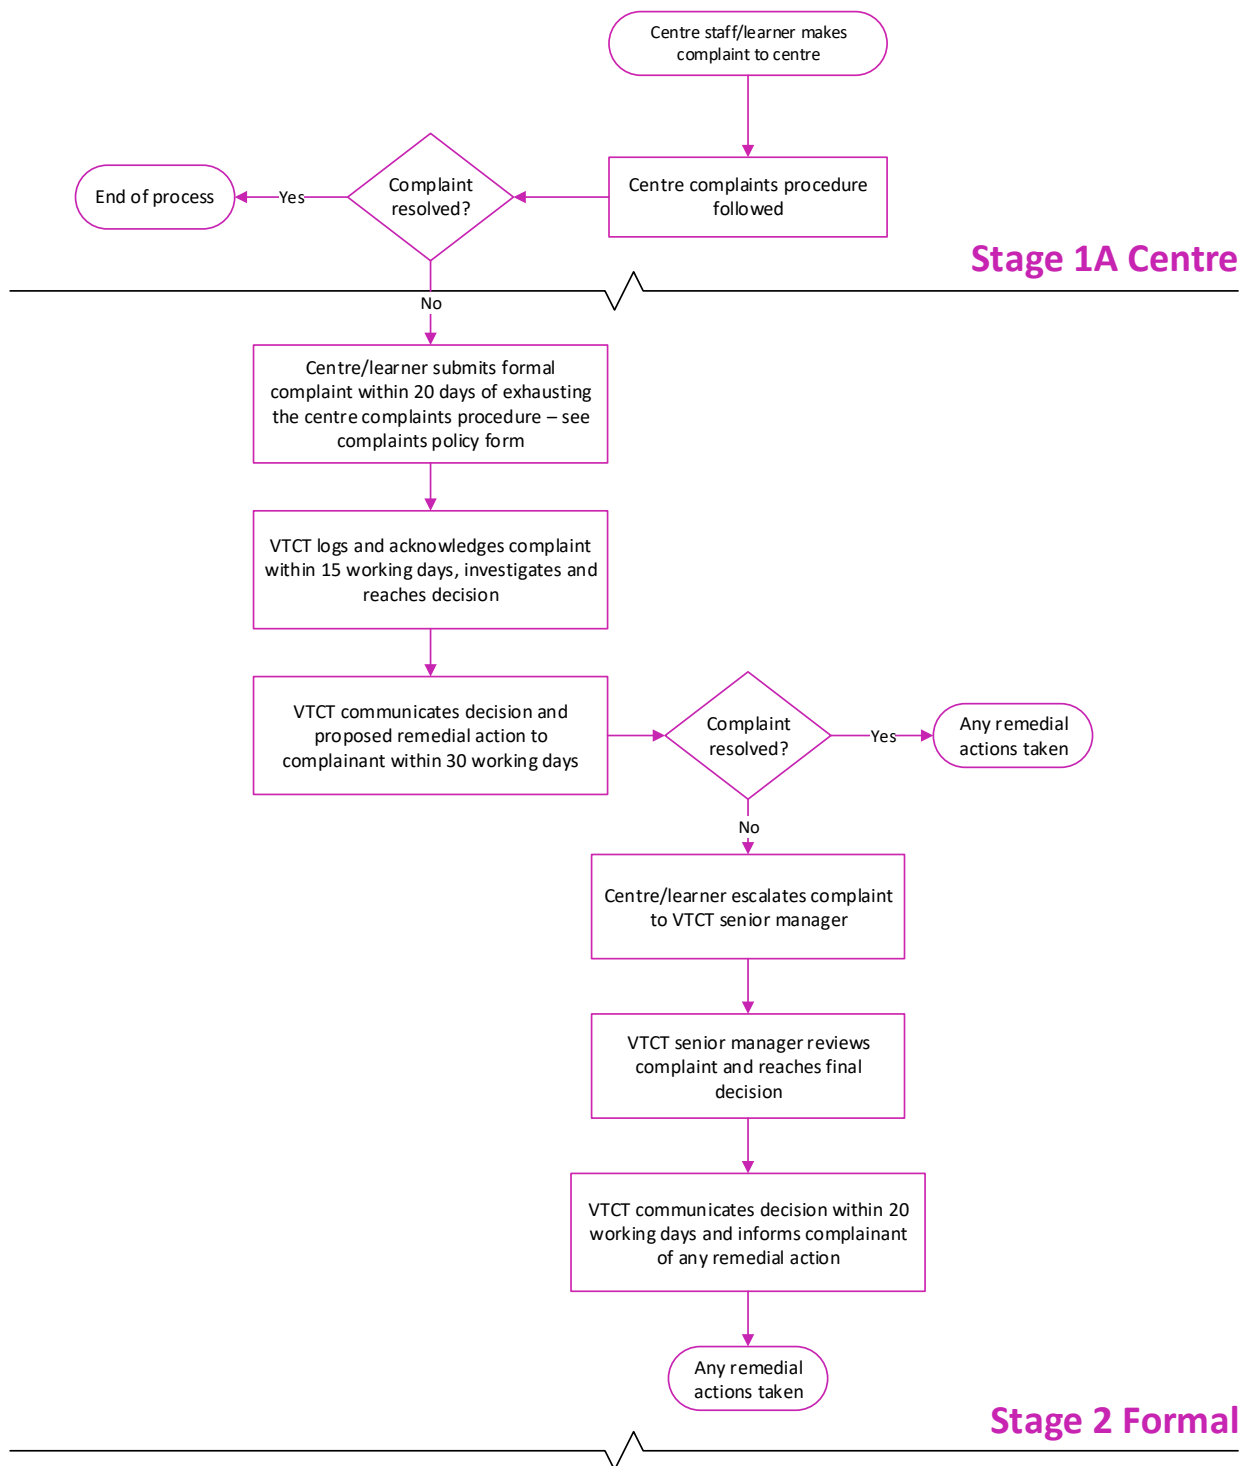 Centre staff/learner makes
complaint to centre
Centre complaints procedure
followed
Complaint
resolved?
Yes
End of process
Stage 1A Centre
No
Centre/learner submits formal
complaint within 20 days of exhausting
the centre complaints procedure – see
complaints policy form
VTCT logs and acknowledges complaint
within 15 working days, investigates and
reaches decision
VTCT communicates decision and
proposed remedial action to
complainant within 30 working days
Complaint
resolved?
Yes
Any remedial
actions taken
No
Centre/learner escalates complaint
to VTCT senior manager
VTCT senior manager reviews
complaint and reaches final
decision
VTCT communicates decision within 20
working days and informs complainant
of any remedial action
Any remedial
actions taken
Stage 2 Formal